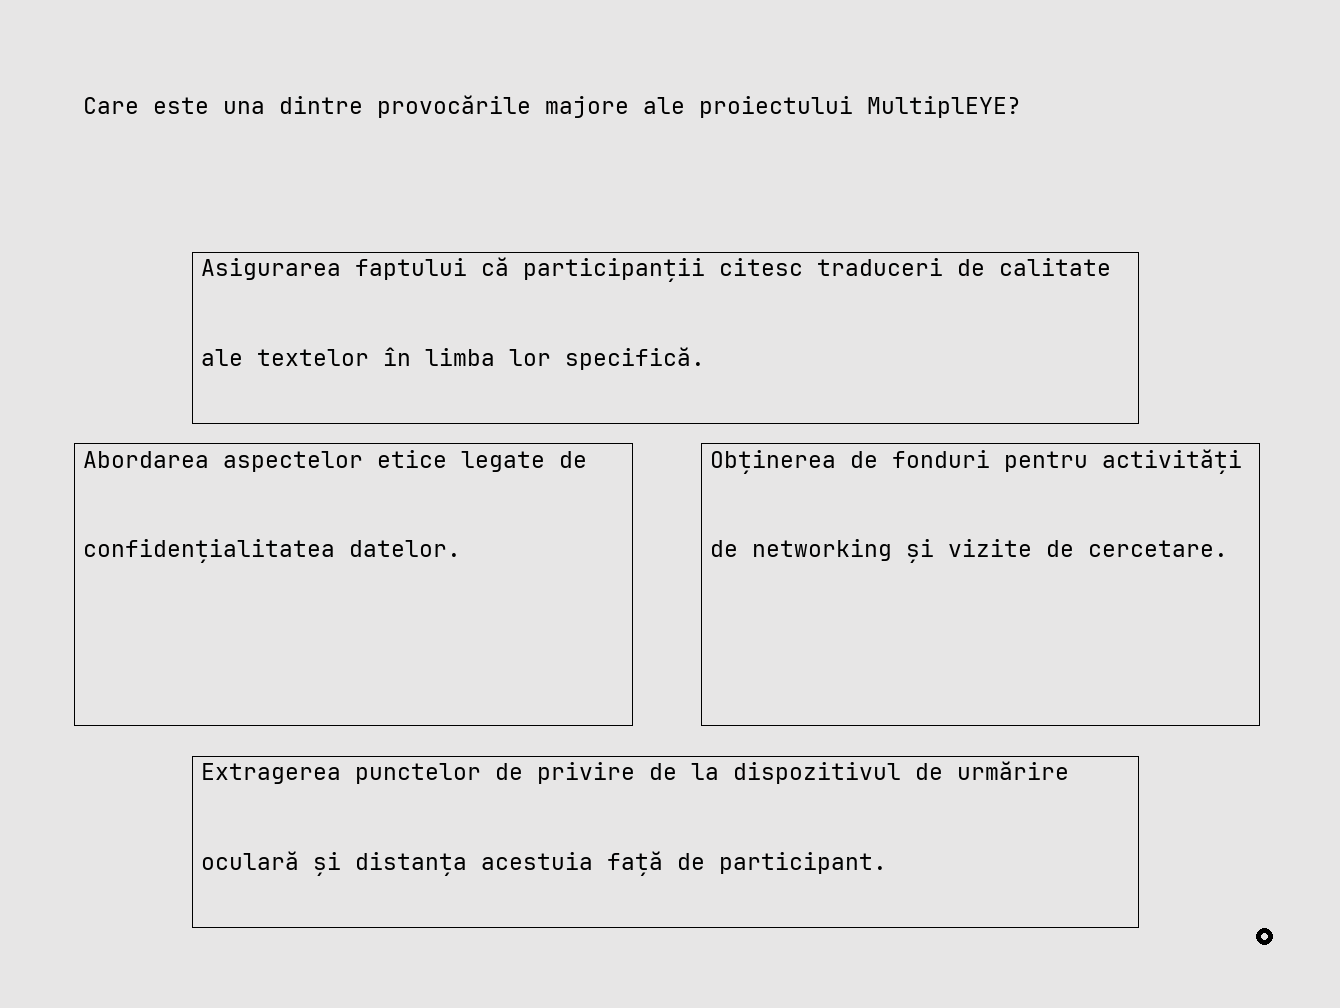 Care este una dintre provocările majore ale proiectului MultiplEYE?
Asigurarea faptului că participanții citesc traduceri de calitate
ale textelor în limba lor specifică.
Abordarea aspectelor etice legate de
confidențialitatea datelor.
Obținerea de fonduri pentru activități
de networking și vizite de cercetare.
Extragerea punctelor de privire de la dispozitivul de urmărire
oculară și distanța acestuia față de participant.